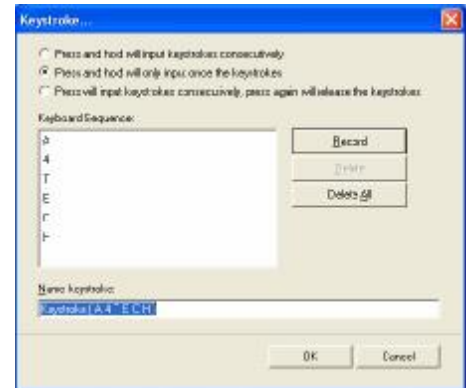 Keystroke...
Press and hod will input keystrokes consecutively
Press and hod will only input once the keystrokes
Press will input keystrokes consecutively, press again will release the keystrokes
Keyboard Sequence:
A
4
T
E
C
H
Record
Delete
Delete All
Name keystroke:
Keystroke( A 4 T E C H )
OK
Cancel